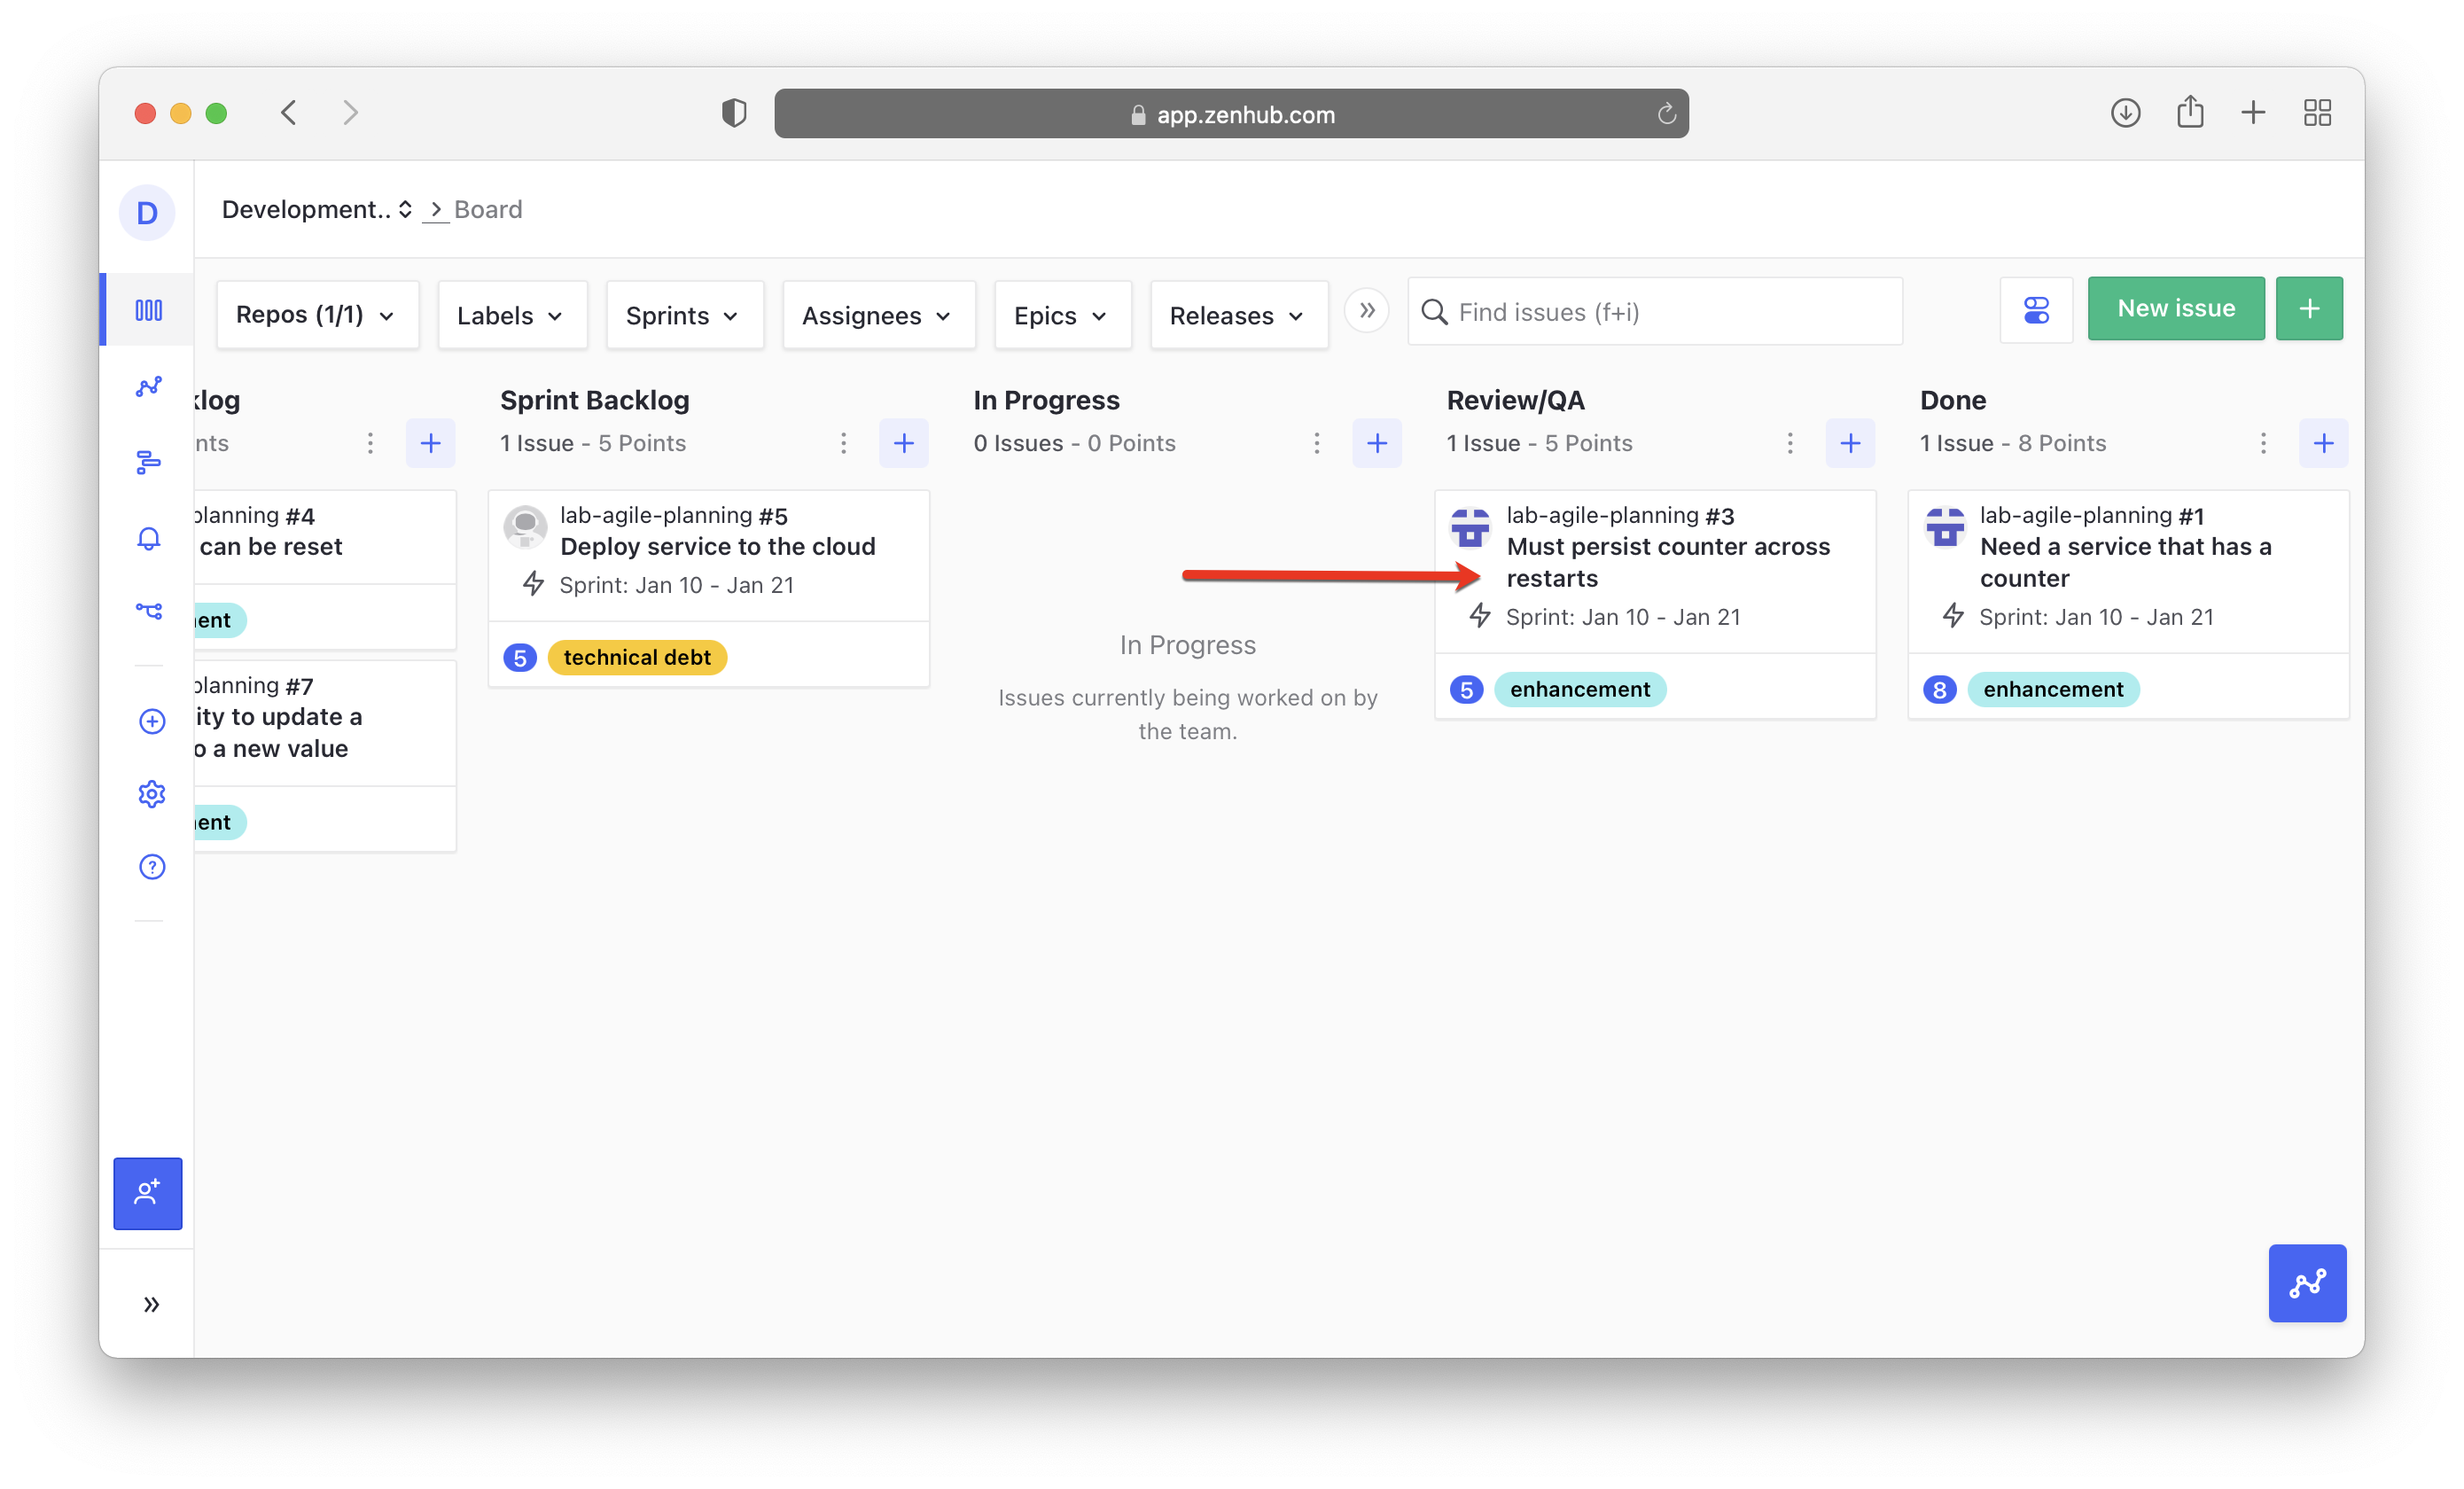 app.zenhub.com
D
Development.. > Board
Repos (1/1)
Labels
Sprints
Assignees
Epics
Releases
Find issues (f+i)
New issue
klog
nts
planning #4
can be reset
ent
planning #7
ity to update a
o a new value
ent
Sprint Backlog
1 Issue - 5 Points
lab-agile-planning #5
Deploy service to the cloud
Sprint: Jan 10 - Jan 21
5 technical debt
In Progress
0 Issues - 0 Points
In Progress
Issues currently being worked on by
the team.
Review/QA
1 Issue - 5 Points
lab-agile-planning #3
Must persist counter across
restarts
Sprint: Jan 10 - Jan 21
5 enhancement
Done
1 Issue - 8 Points
lab-agile-planning #1
Need a service that has a
counter
Sprint: Jan 10 - Jan 21
8 enhancement